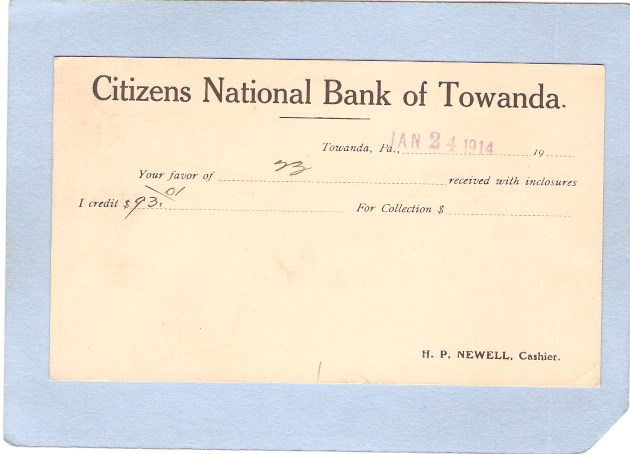 Citizens National Bank of Towanda.
Towanda, Pa., JAN 24 1914 19
Your favor of 23 received with inclosures
I credit $ 93.01 For Collection $
H. P. NEWELL, Cashier.